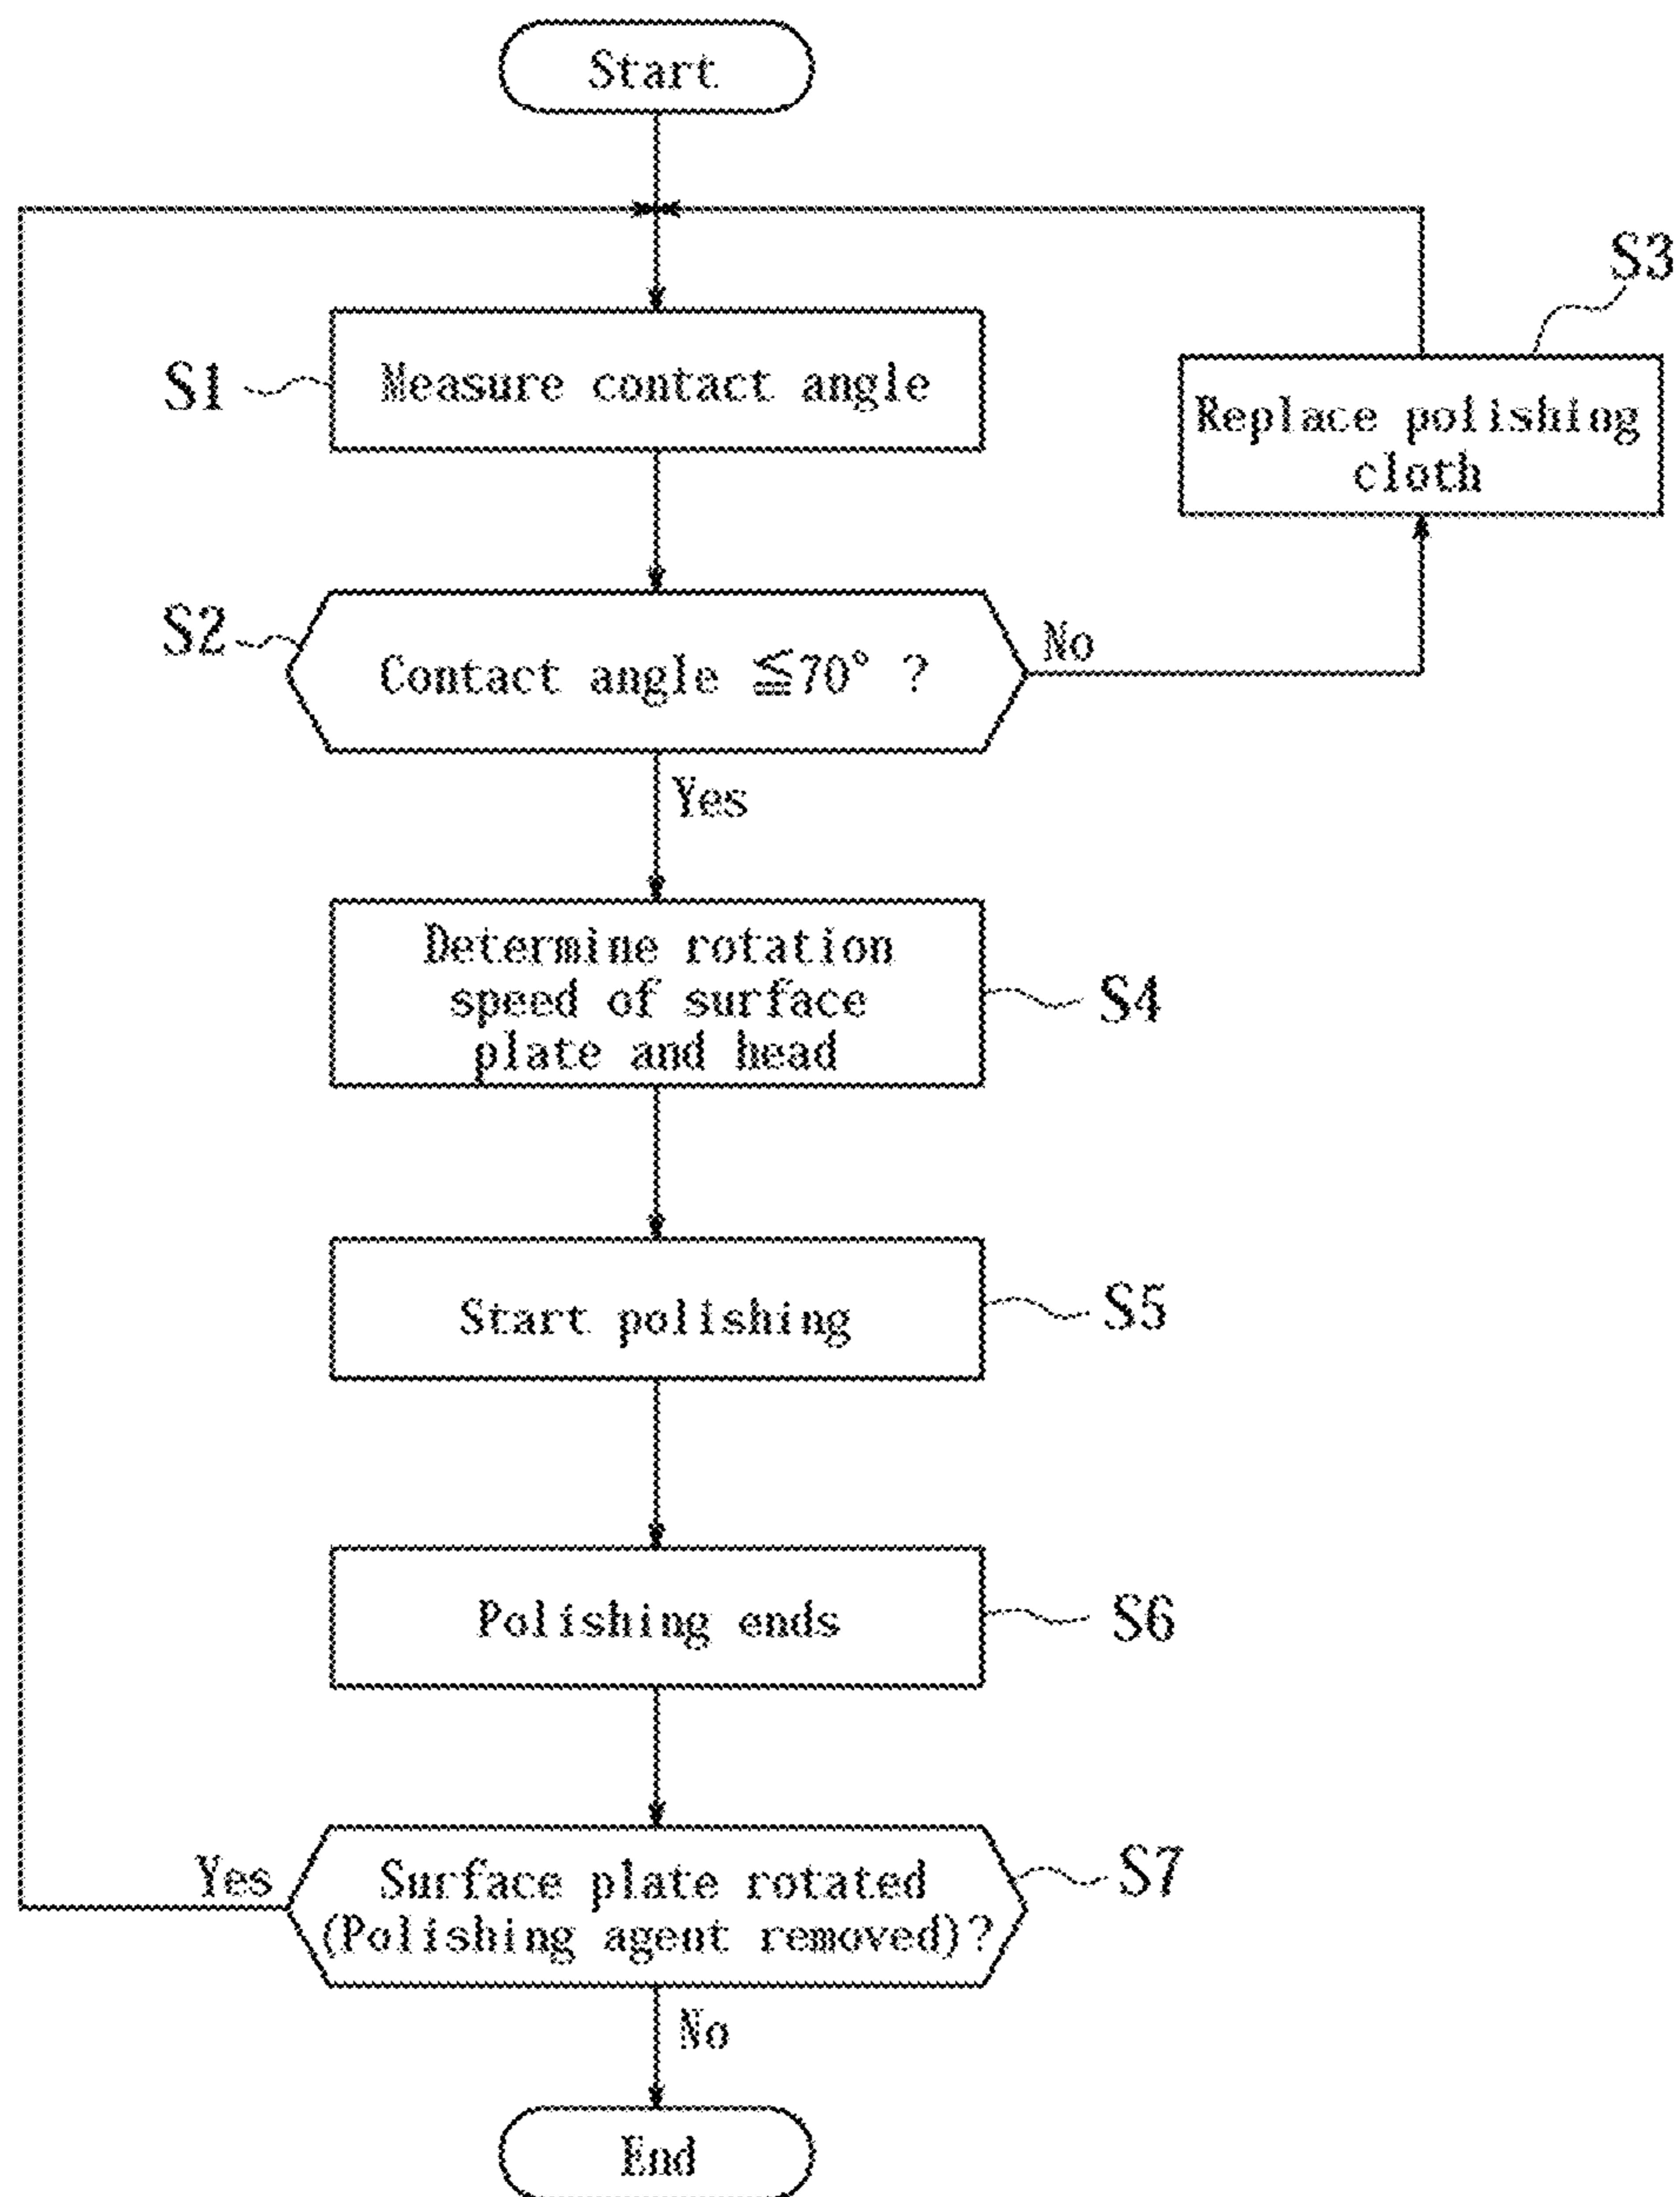 Start
S3
S1
Measure contact angle
Replace polishing
cloth
S2
Contact angle ≦70° ?
No
Yes
Determine rotation
speed of surface
plate and head
S4
Start polishing
S5
Polishing ends
S6
Yes
Surface plate rotated
(Polishing agent removed)?
S7
No
End